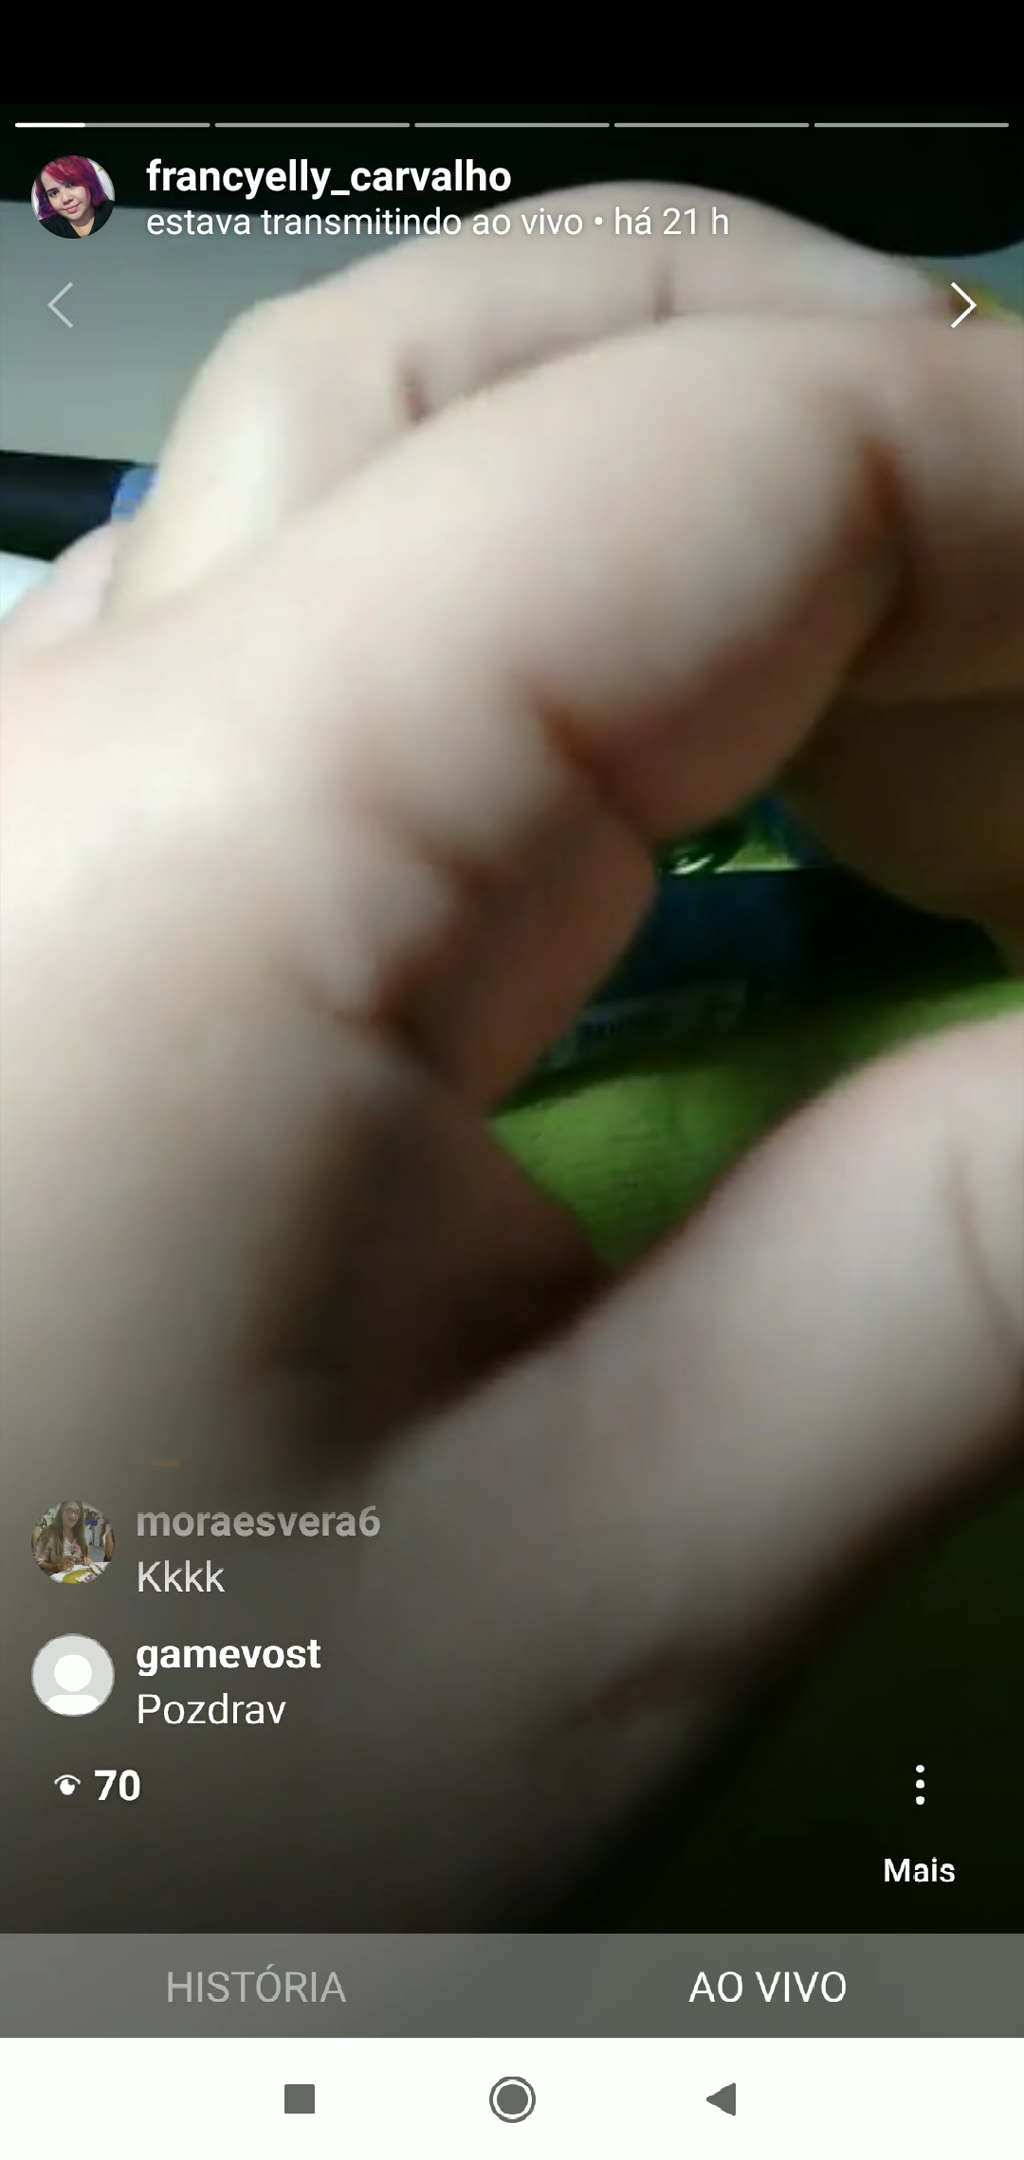 francyelly_carvalho
estava transmitindo ao vivo • há 21 h
moraesvera6
Kkkk
gamevost
Pozdrav
70
Mais
HISTÓRIA
AO VIVO